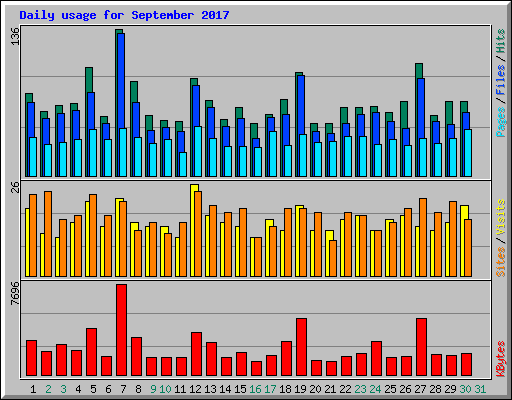 Daily usage for September 2017
136
Pages / Files / Hits
26
Sites / Visits
7696
KBytes
1 2 3 4 5 6 7 8 9 10 11 12 13 14 15 16 17 18 19 20 21 22 23 24 25 26 27 28 29 30 31